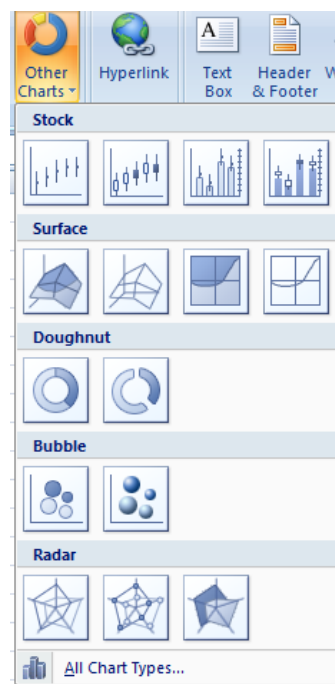 Other Charts
Hyperlink
A
Text Box
Header & Footer
W
Stock
Surface
Doughnut
Bubble
Radar
All Chart Types...